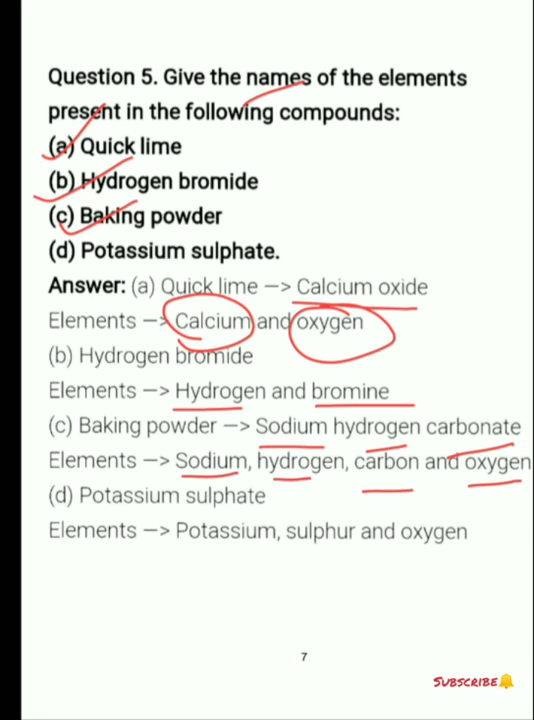 Question 5. Give the names of the elements
present in the following compounds:
(a) Quick lime
(b) Hydrogen bromide
(c) Baking powder
(d) Potassium sulphate.
Answer: (a) Quick lime —> Calcium oxide
Elements —> Calcium and oxygen
(b) Hydrogen bromide
Elements —> Hydrogen and bromine
(c) Baking powder —> Sodium hydrogen carbonate
Elements —> Sodium, hydrogen, carbon and oxygen
(d) Potassium sulphate
Elements —> Potassium, sulphur and oxygen
7
SUBSCRIBE